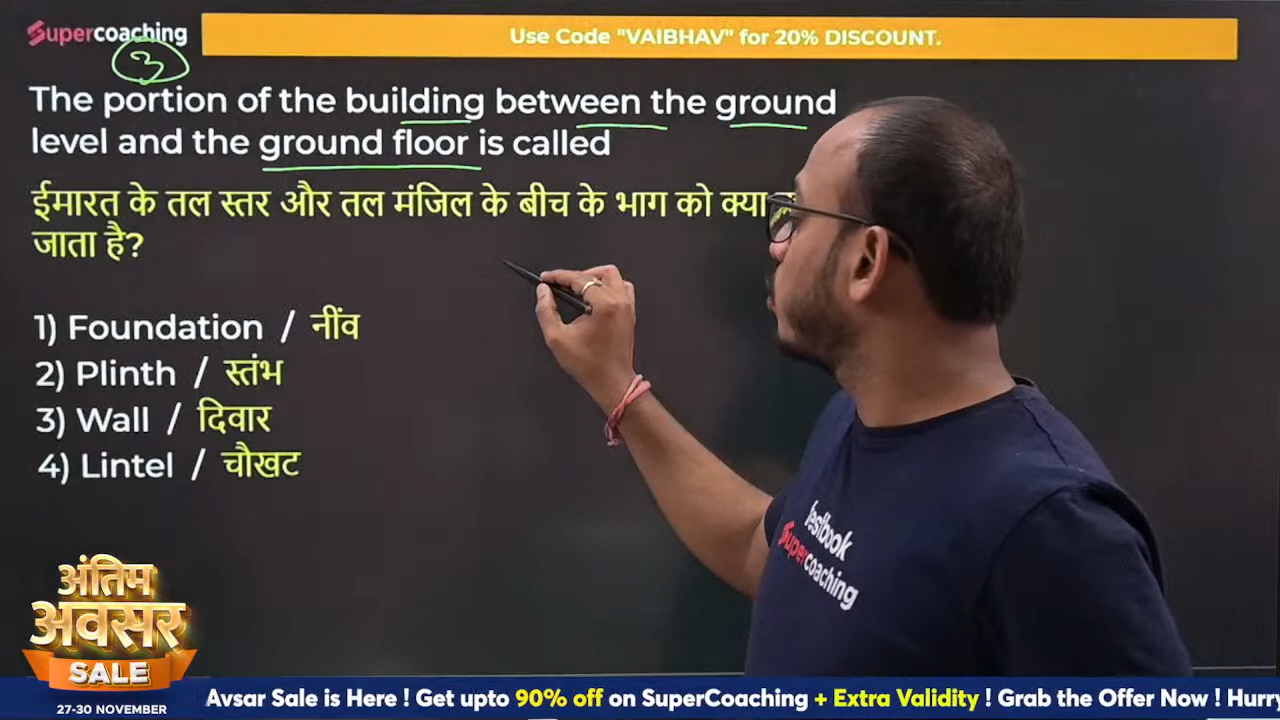 Supercoaching
Use Code "VAIBHAV" for 20% DISCOUNT.
3
The portion of the building between the ground
level and the ground floor is called
ईमारत के तल स्तर और तल मंजिल के बीच के भाग को क्या
जाता है?
1) Foundation / नींव
2) Plinth / स्तंभ
3) Wall / दिवार
4) Lintel / चौखट
testbook
Supercoaching
अंतिम
अवसर
SALE
27-30 NOVEMBER
Avsar Sale is Here ! Get upto 90% off on SuperCoaching + Extra Validity ! Grab the Offer Now ! Hurry